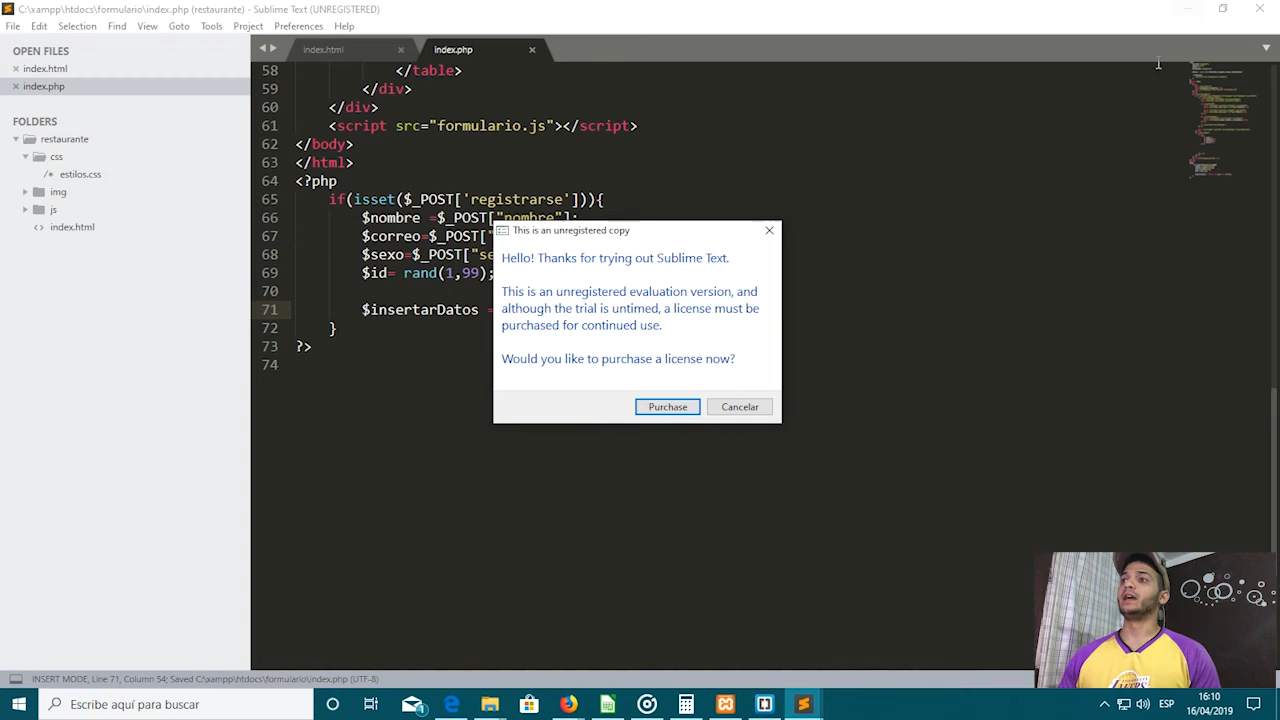 C:\xampp\htdocs\formulario\index.php (restaurante) - Sublime Text (UNREGISTERED)
File Edit Selection Find View Goto Tools Project Preferences Help
OPEN FILES
index.html
index.php
FOLDERS
restaurante
css
estilos.css
img
js
index.html
index.html index.php
58 </table>
59 </div>
60 </div>
61 <script src="formulario.js"></script>
62 </body>
63 </html>
64 <?php
65 if(isset($_POST['registrarse'])){
66 $nombre =$_POST["nombre"];
67 $correo=$_POST["
68 $sexo=$_POST["se
69 $id= rand(1,99);
70
71 $insertarDatos =
72 }
73 ?>
74
This is an unregistered copy
Hello! Thanks for trying out Sublime Text.
This is an unregistered evaluation version, and
although the trial is untimed, a license must be
purchased for continued use.
Would you like to purchase a license now?
Purchase Cancelar
INSERT MODE, Line 71, Column 54; Saved C:\xampp\htdocs\formulario\index.php (UTF-8)
Escribe aquí para buscar
ESP
16:10
16/04/2019
LAKERS